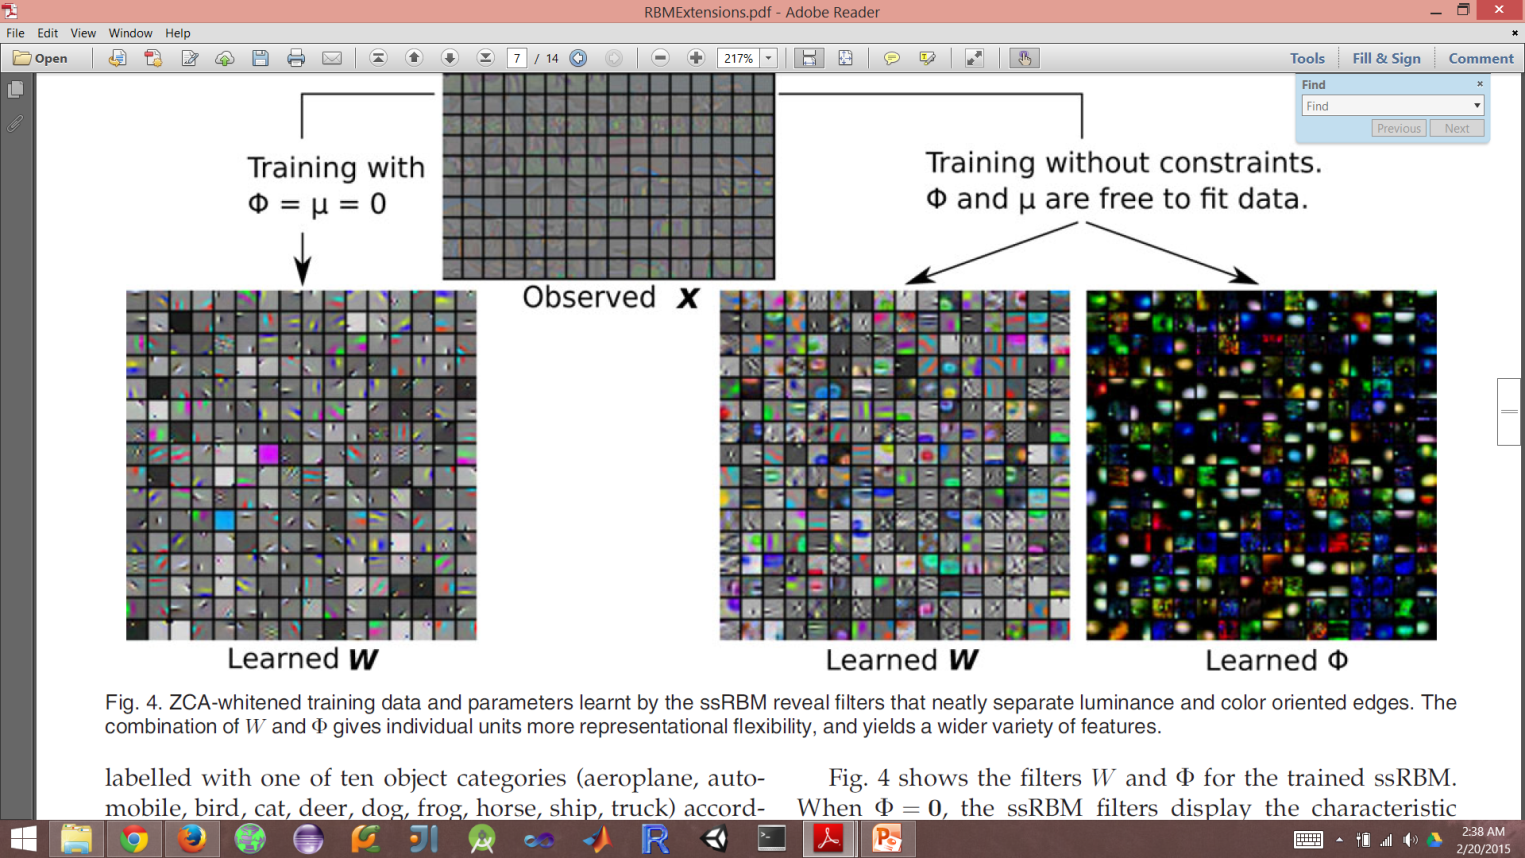 RBMExtensions.pdf - Adobe Reader
File Edit View Window Help
Open 7 / 14 217% Tools Fill & Sign Comment
Find
Find
Previous Next
Training with
Φ = μ = 0
Training without constraints.
Φ and μ are free to fit data.
Observed x
Learned W
Learned W
Learned Φ
Fig. 4. ZCA-whitened training data and parameters learnt by the ssRBM reveal filters that neatly separate luminance and color oriented edges. The
combination of W and Φ gives individual units more representational flexibility, and yields a wider variety of features.
labelled with one of ten object categories (aeroplane, auto-
mobile, bird, cat, deer, dog, frog, horse, ship, truck) accord-
Fig. 4 shows the filters W and Φ for the trained ssRBM.
When Φ = 0, the ssRBM filters display the characteristic
2:38 AM
2/20/2015